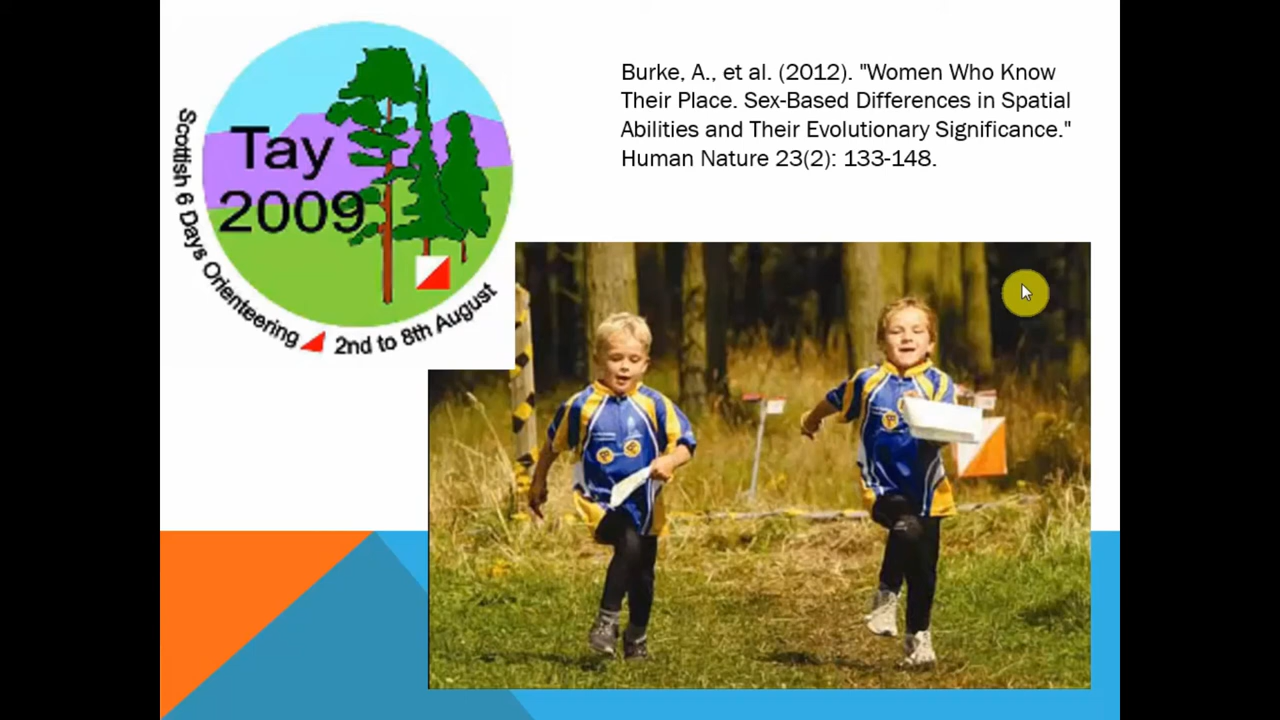 Tay
2009
Scottish 6 Days Orienteering 2nd to 8th August
Burke, A., et al. (2012). "Women Who Know
Their Place. Sex-Based Differences in Spatial
Abilities and Their Evolutionary Significance."
Human Nature 23(2): 133-148.